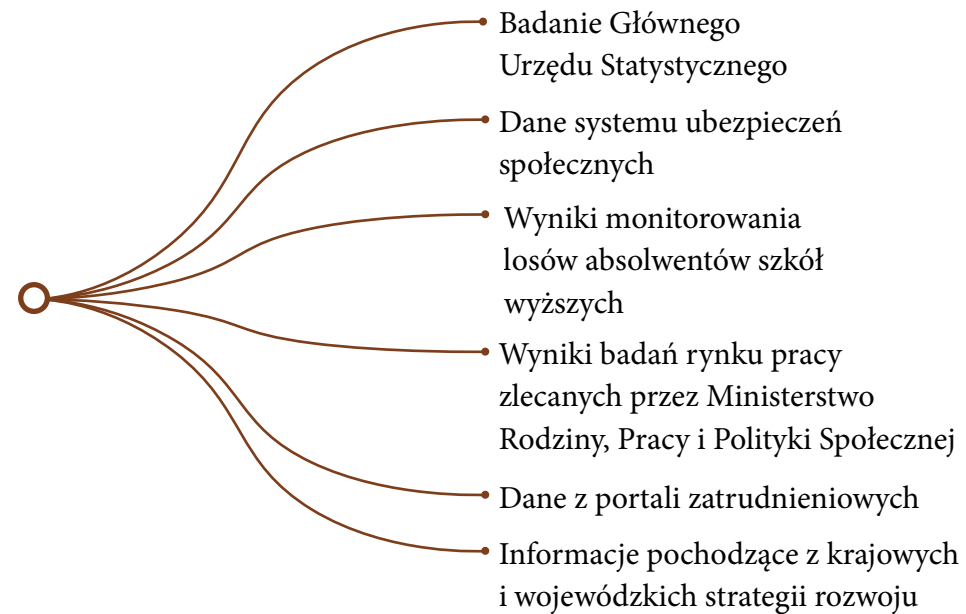 Badanie Głównego
Urzędu Statystycznego
Dane systemu ubezpieczeń
społecznych
Wyniki monitorowania
losów absolwentów szkół
wyższych
Wyniki badań rynku pracy
zlecanych przez Ministerstwo
Rodziny, Pracy i Polityki Społecznej
Dane z portali zatrudnieniowych
Informacje pochodzące z krajowych
i wojewódzkich strategii rozwoju